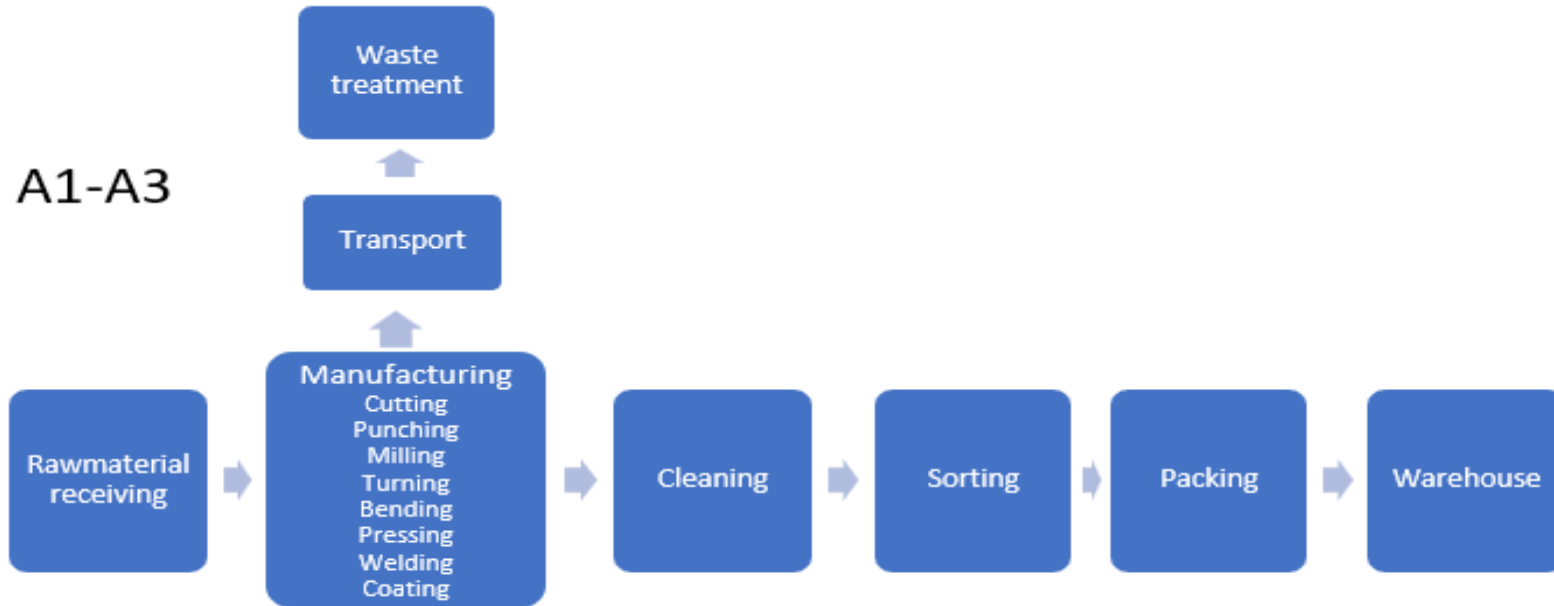 Waste
treatment
A1-A3
Transport
Manufacturing
Cutting
Punching
Milling
Turning
Bending
Pressing
Welding
Coating
Rawmaterial
receiving
Cleaning
Sorting
Packing
Warehouse